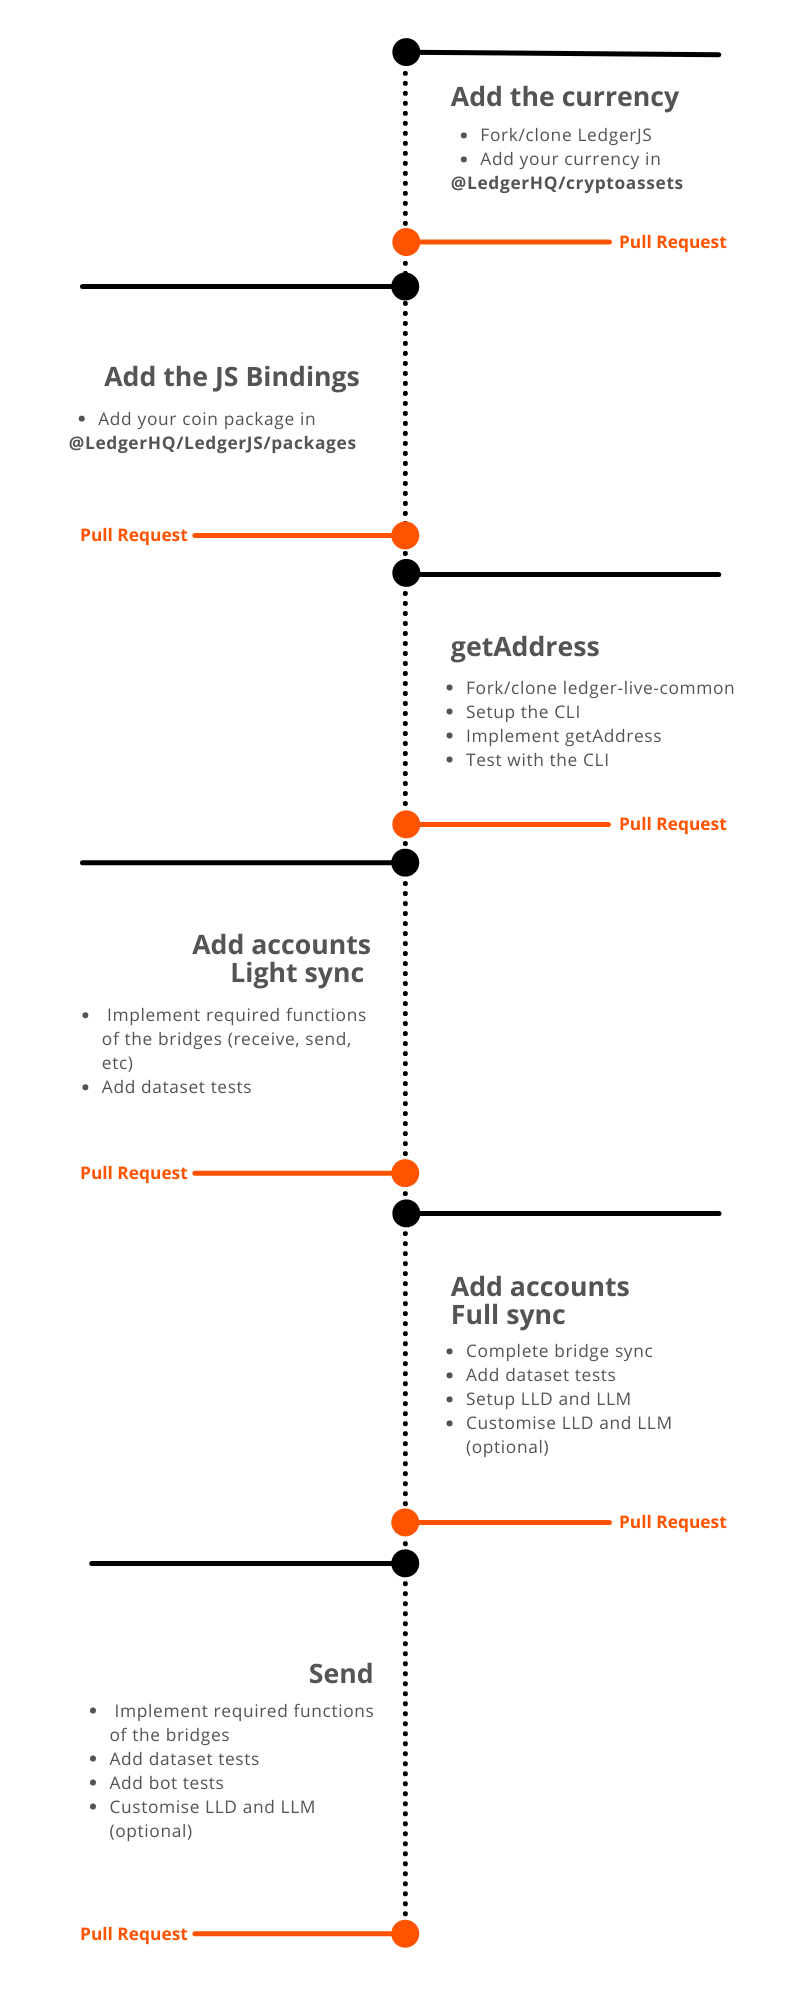 Add the currency
• Fork/clone LedgerJS
• Add your currency in
@LedgerHQ/cryptoassets
Pull Request
Add the JS Bindings
• Add your coin package in
@LedgerHQ/LedgerJS/packages
Pull Request
getAddress
• Fork/clone ledger-live-common
• Setup the CLI
• Implement getAddress
• Test with the CLI
Pull Request
Add accounts
Light sync
• Implement required functions
of the bridges (receive, send,
etc)
• Add dataset tests
Pull Request
Add accounts
Full sync
• Complete bridge sync
• Add dataset tests
• Setup LLD and LLM
• Customise LLD and LLM
(optional)
Pull Request
Send
• Implement required functions
of the bridges
• Add dataset tests
• Add bot tests
• Customise LLD and LLM
(optional)
Pull Request